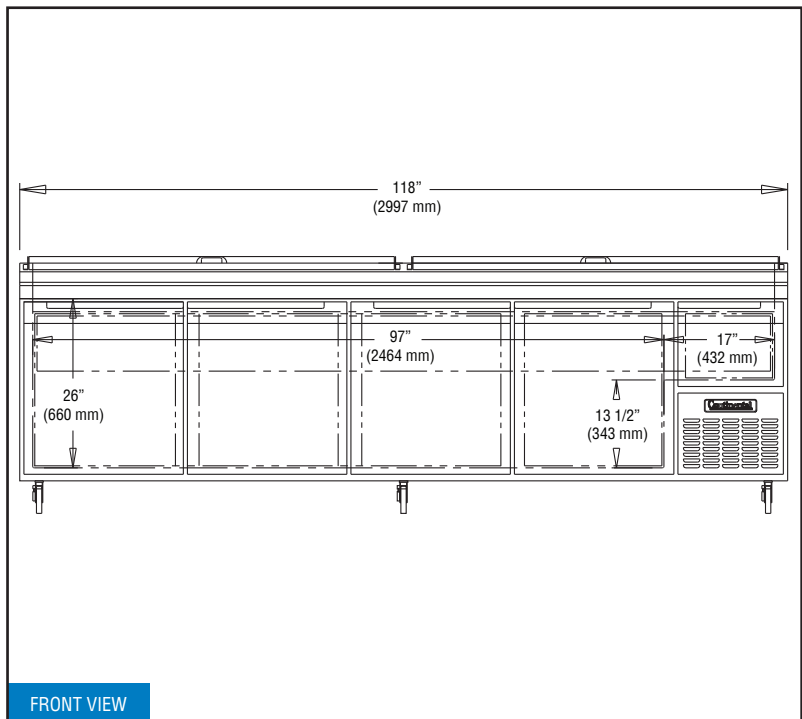 118”
(2997 mm)
97”
(2464 mm)
17”
(432 mm)
26”
(660 mm)
13 1/2”
(343 mm)
Continental
FRONT VIEW